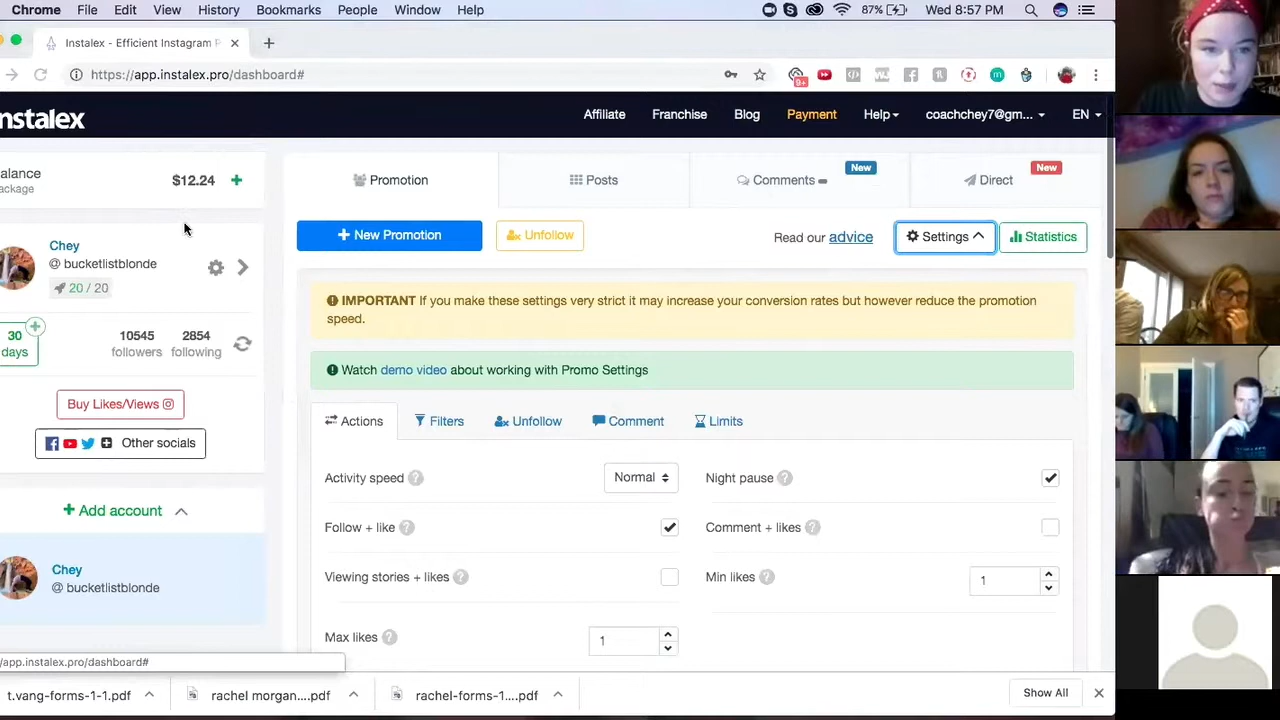 Chrome File Edit View History Bookmarks People Window Help 87% Wed 8:57 PM
Instalex - Efficient Instagram P
https://app.instalex.pro/dashboard#
9+
nstalex Affiliate Franchise Blog Payment Help coachchey7@gm... EN
alance
ackage
$12.24 +
Promotion Posts Comments New Direct New
+ New Promotion Unfollow Read our advice Settings Statistics
Chey
@ bucketlistblonde
20 / 20
IMPORTANT If you make these settings very strict it may increase your conversion rates but however reduce the promotion
speed.
30 10545 2854
days followers following
Watch demo video about working with Promo Settings
Buy Likes/Views
Other socials
Actions Filters Unfollow Comment Limits
Activity speed ? Normal Night pause ?
+ Add account
Follow + like ? Comment + likes ?
Chey
@ bucketlistblonde
Viewing stories + likes ? Min likes ? 1
Max likes ? 1
/app.instalex.pro/dashboard#
t.vang-forms-1-1.pdf rachel morgan....pdf rachel-forms-1....pdf Show All